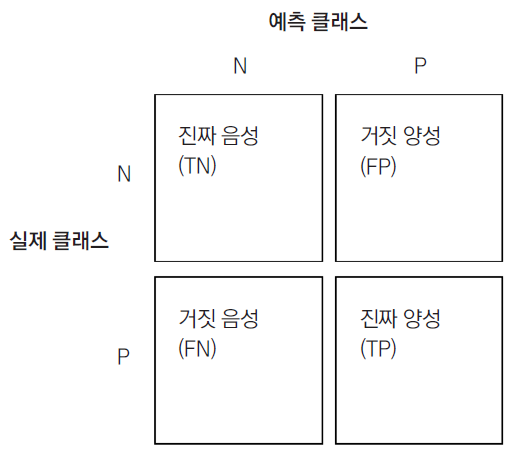 예측 클래스
N P
진짜 음성 거짓 양성
(TN) (FP)
N
실제 클래스
거짓 음성 진짜 양성
(FN) (TP)
P